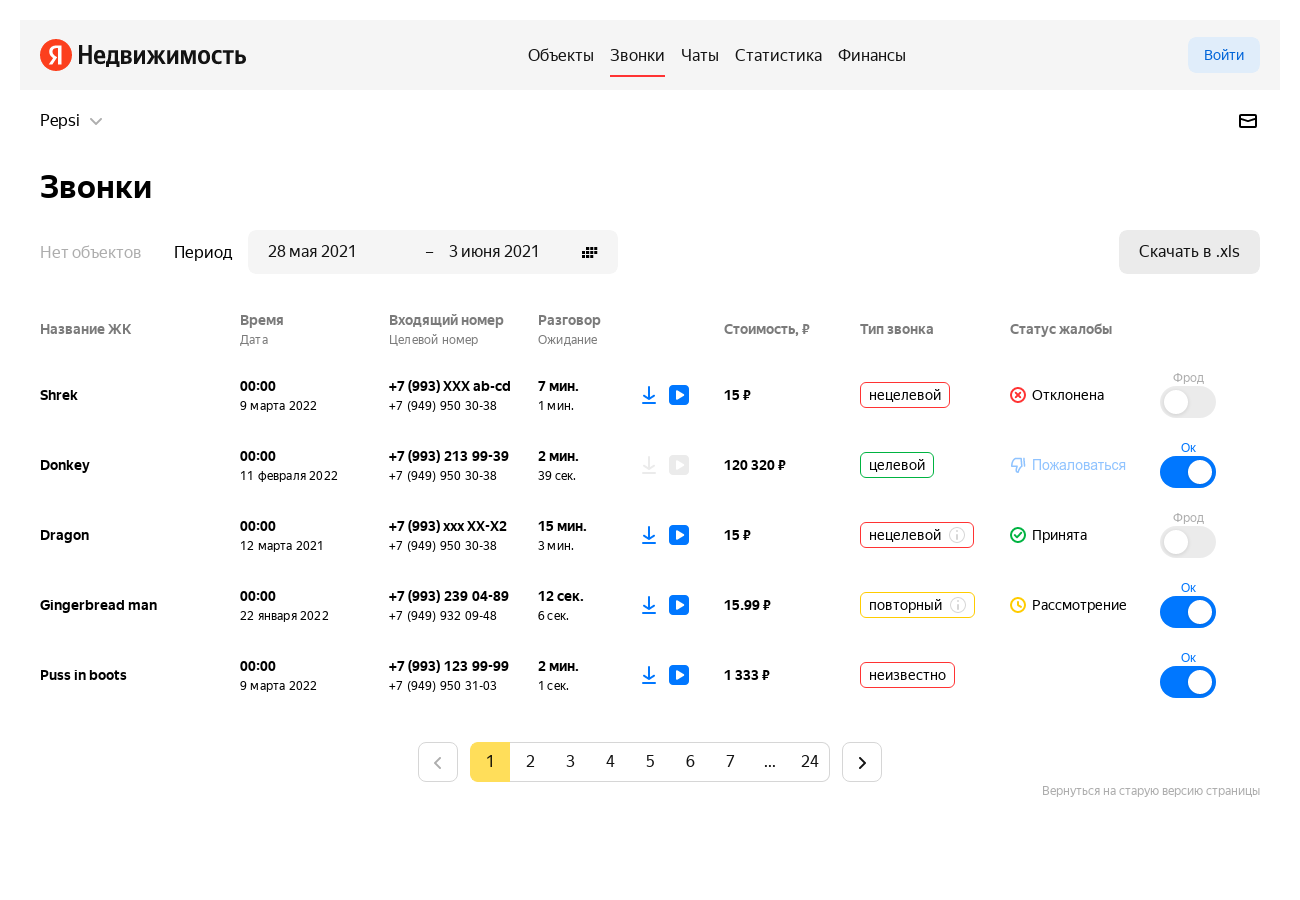 Я Недвижимость
Объекты Звонки Чаты Статистика Финансы
Войти
Pepsi
Звонки
Нет объектов Период 28 мая 2021 – 3 июня 2021 Скачать в .xls
Название ЖК Время Дата Входящий номер Целевой номер Разговор Ожидание Стоимость, ₽ Тип звонка Статус жалобы
Shrek 00:00 +7 (993) XXX ab-cd 7 мин. 15 ₽ нецелевой Отклонена Фрод
9 марта 2022 +7 (949) 950 30-38 1 мин.
Donkey 00:00 +7 (993) 213 99-39 2 мин. 120 320 ₽ целевой Пожаловаться Ок
11 февраля 2022 +7 (949) 950 30-38 39 сек.
Dragon 00:00 +7 (993) xxx XX-X2 15 мин. 15 ₽ нецелевой Принята Фрод
12 марта 2021 +7 (949) 950 30-38 3 мин.
Gingerbread man 00:00 +7 (993) 239 04-89 12 сек. 15.99 ₽ повторный Рассмотрение Ок
22 января 2022 +7 (949) 932 09-48 6 сек.
Puss in boots 00:00 +7 (993) 123 99-99 2 мин. 1 333 ₽ неизвестно Ок
9 марта 2022 +7 (949) 950 31-03 1 сек.
1 2 3 4 5 6 7 ... 24
Вернуться на старую версию страницы